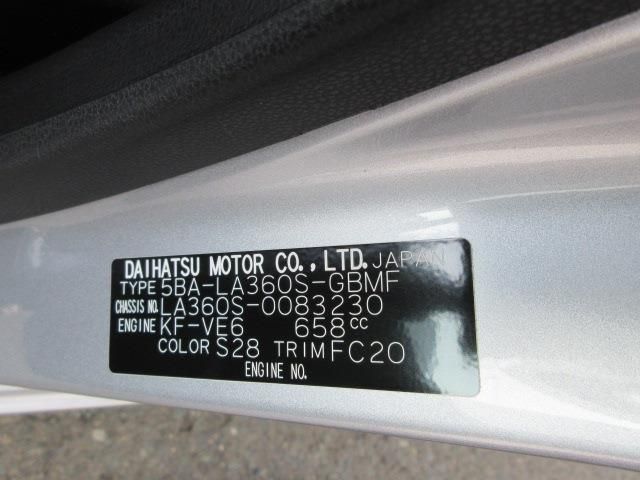 DAIHATSU MOTOR CO.,LTD. JAPAN
TYPE 5BA-LA360S-GBMF
CHASSIS NO. LA360S-0083230
ENGINE KF-VE6 658cc
COLOR S28 TRIM FC20
ENGINE NO.